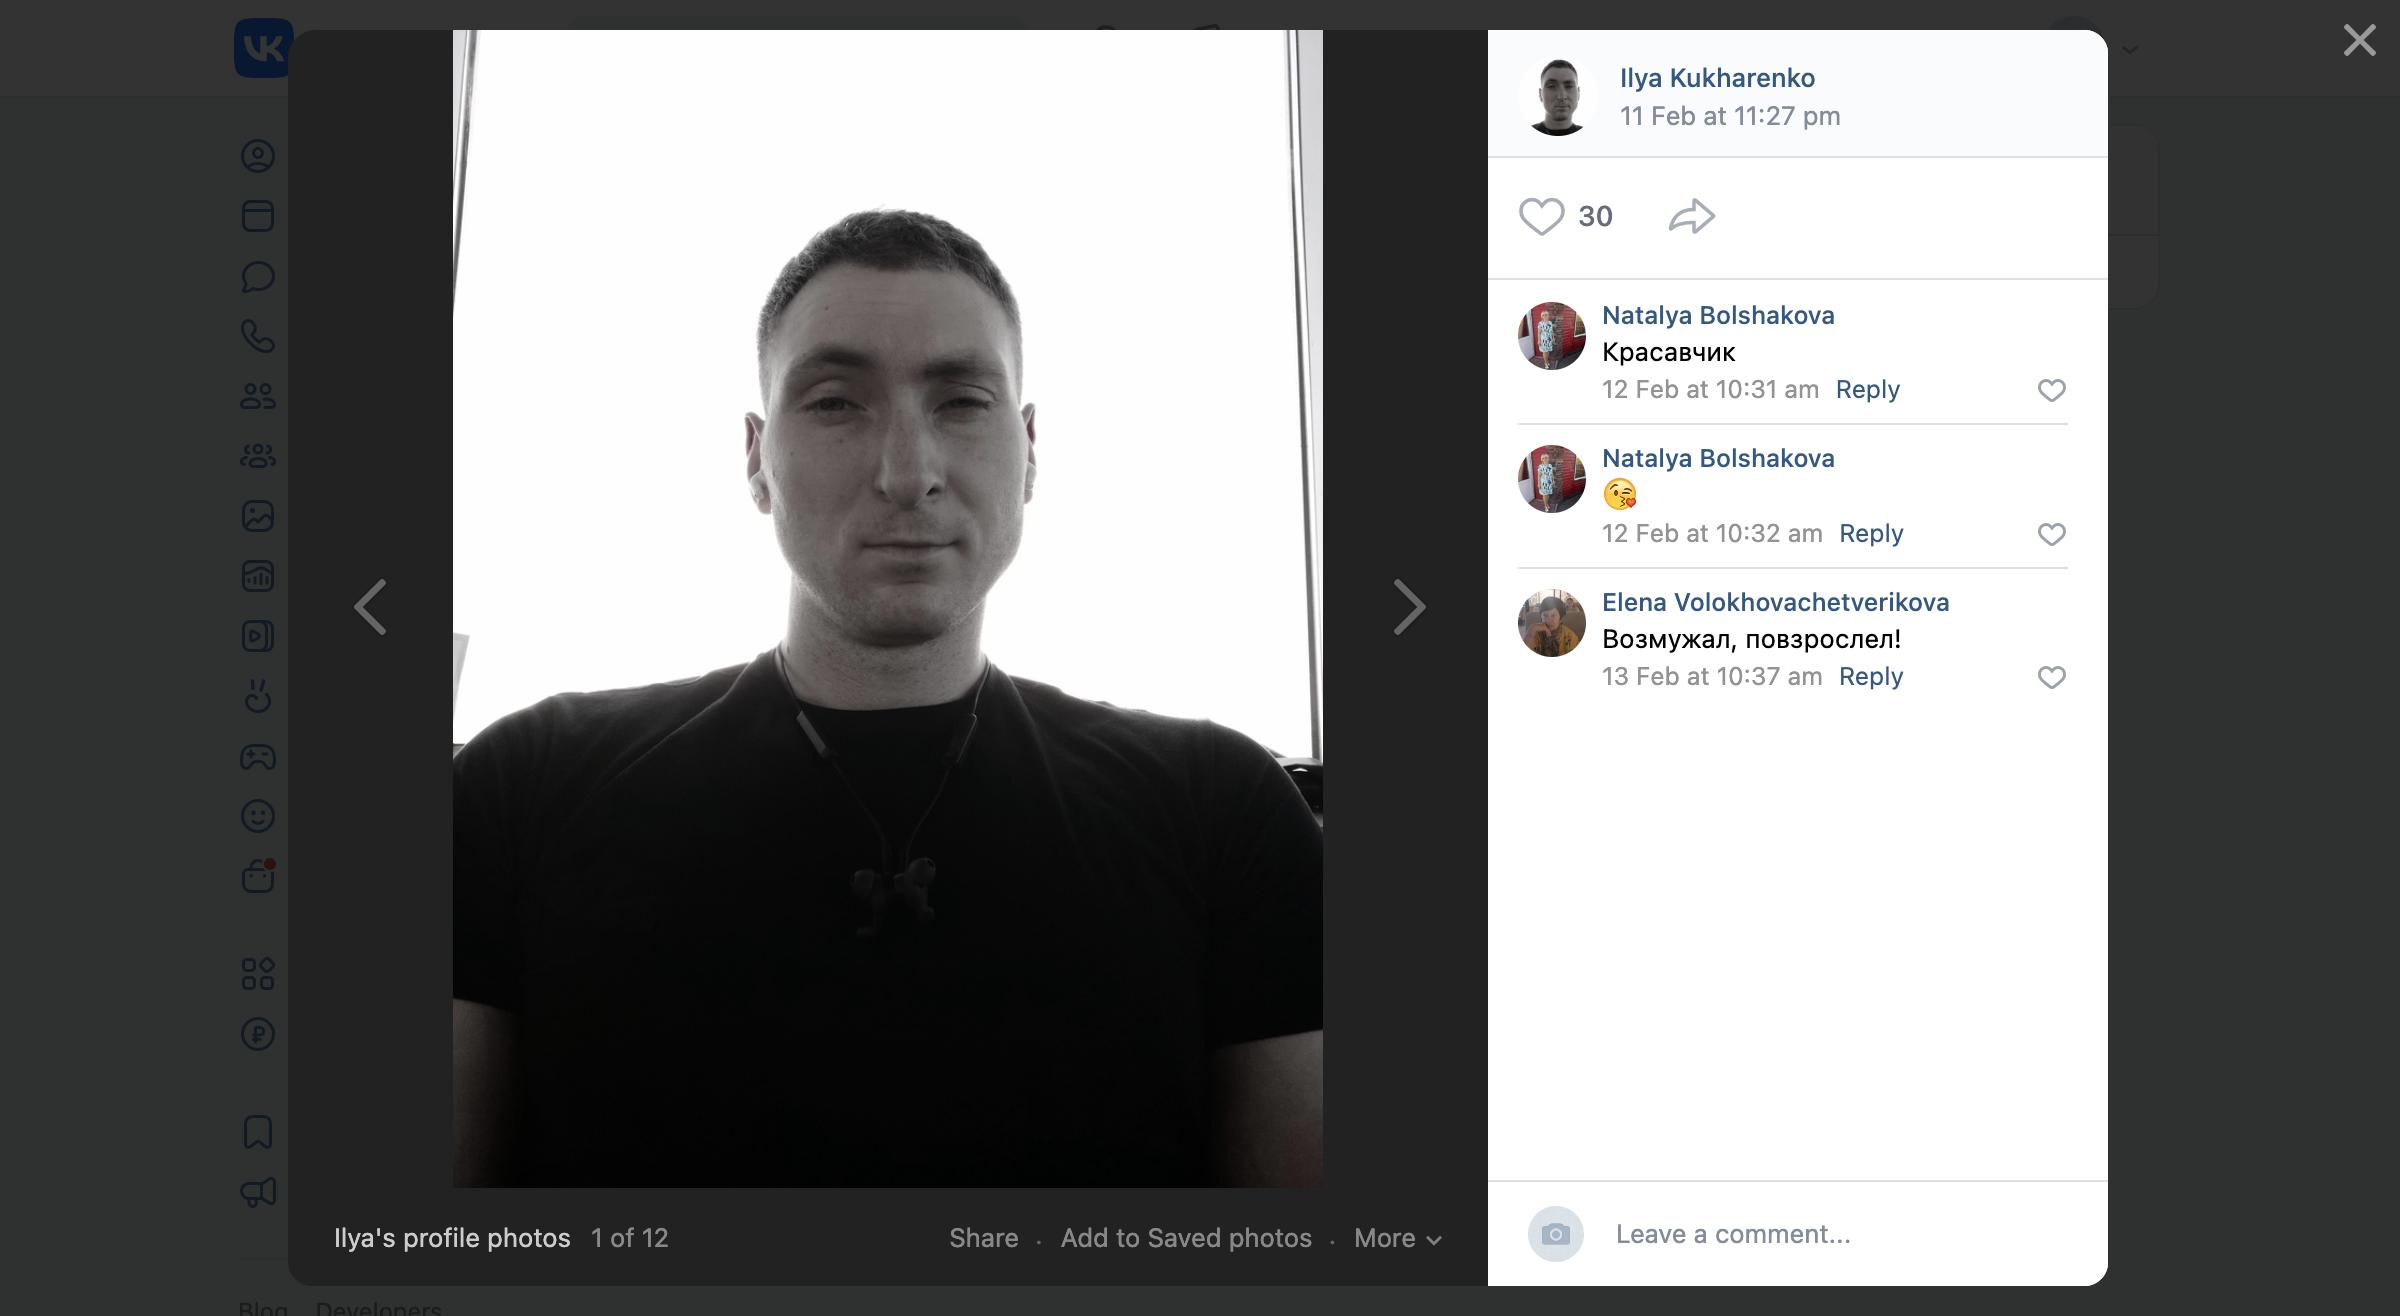 VK
Ilya Kukharenko
11 Feb at 11:27 pm
30
Natalya Bolshakova
Красавчик
12 Feb at 10:31 am Reply
Natalya Bolshakova
😘
12 Feb at 10:32 am Reply
Elena Volokhovachetverikova
Возмужал, повзрослел!
13 Feb at 10:37 am Reply
Leave a comment...
Ilya's profile photos 1 of 12
Share · Add to Saved photos · More
Blog Developers